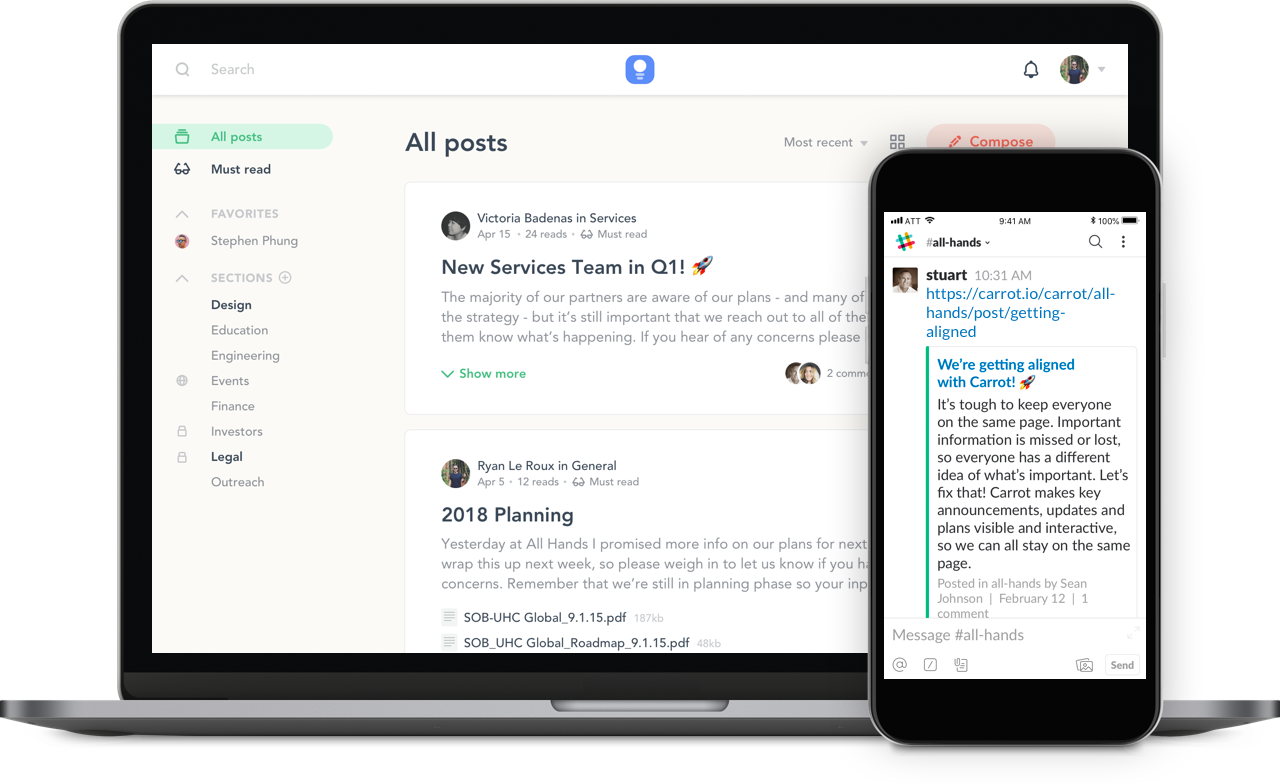 Search
All posts
Must read
FAVORITES
Stephen Phung
SECTIONS
Design
Education
Engineering
Events
Finance
Investors
Legal
Outreach
All posts
Most recent
Compose
Victoria Badenas in Services
Apr 15 • 24 reads • Must read
New Services Team in Q1! 🚀
The majority of our partners are aware of our plans - and many of
the strategy - but it’s still important that we reach out to all of the
them know what’s happening. If you hear of any concerns please
Show more
2 comme
Ryan Le Roux in General
Apr 5 • 12 reads • Must read
2018 Planning
Yesterday at All Hands I promised more info on our plans for next
wrap this up next week, so please weigh in to let us know if you ha
concerns. Remember that we’re still in planning phase so your inp
SOB-UHC Global_9.1.15.pdf 187kb
SOB_UHC Global_Roadmap_9.1.15.pdf 48kb
ATT 9:41 AM 100%
#all-hands
stuart 10:31 AM
https://carrot.io/carrot/all-
hands/post/getting-
aligned
We’re getting aligned
with Carrot! 🚀
It’s tough to keep everyone
on the same page. Important
information is missed or lost,
so everyone has a different
idea of what’s important. Let’s
fix that! Carrot makes key
announcements, updates and
plans visible and interactive,
so we can all stay on the same
page.
Posted in all-hands by Sean
Johnson | February 12 | 1
comment
Message #all-hands
Send